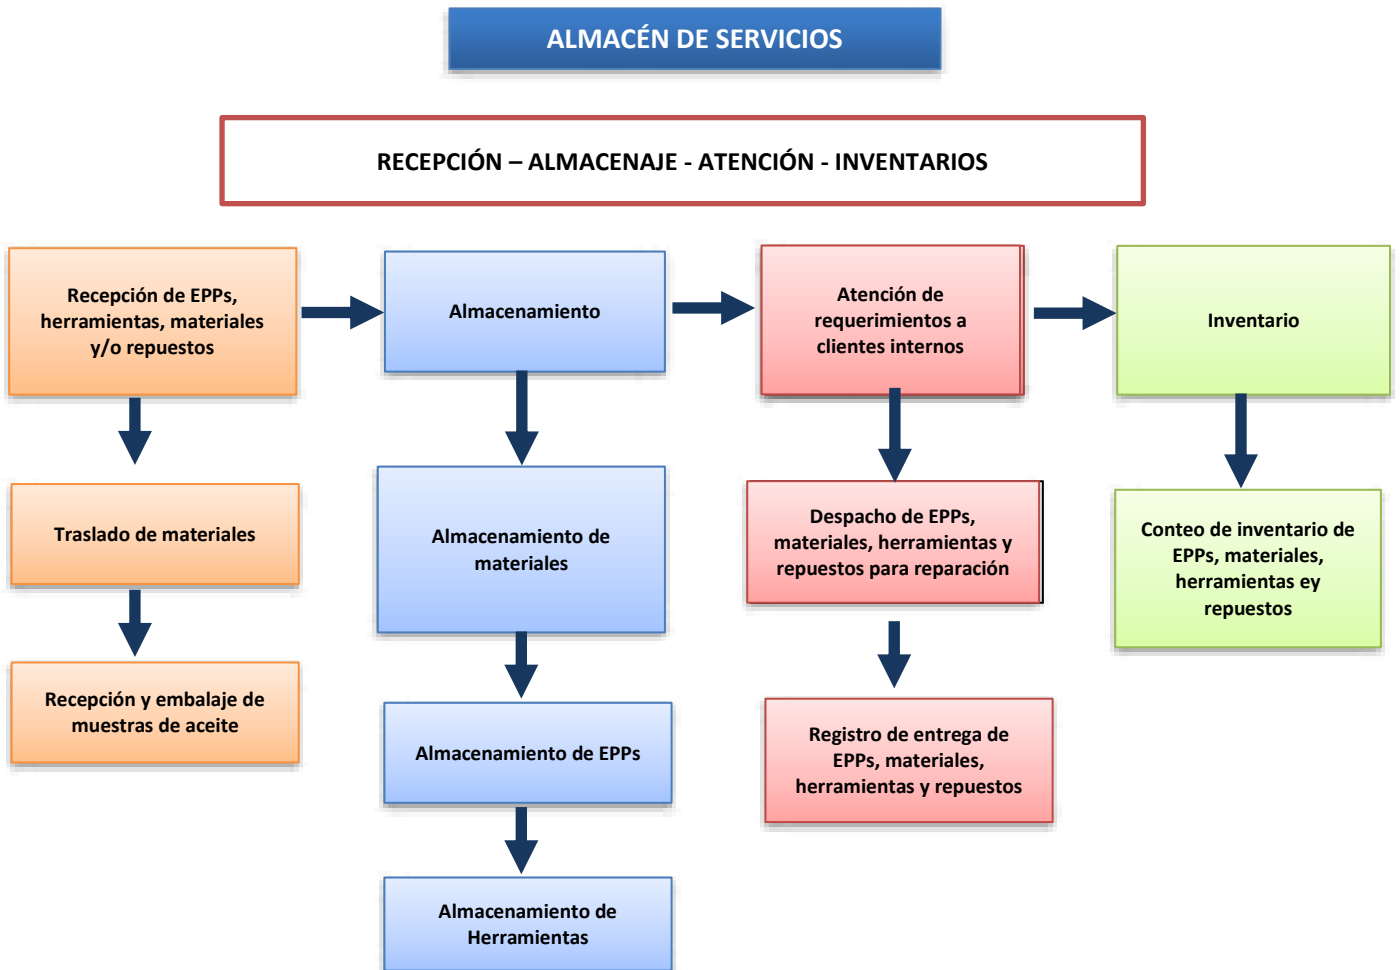 ALMACÉN DE SERVICIOS
RECEPCIÓN – ALMACENAJE - ATENCIÓN - INVENTARIOS
Recepción de EPPs,
herramientas, materiales
y/o repuestos
Almacenamiento
Atención de
requerimientos a
clientes internos
Inventario
Traslado de materiales
Almacenamiento de
materiales
Despacho de EPPs,
materiales, herramientas y
repuestos para reparación
Conteo de inventario de
EPPs, materiales,
herramientas ey
repuestos
Recepción y embalaje de
muestras de aceite
Almacenamiento de EPPs
Registro de entrega de
EPPs, materiales,
herramientas y repuestos
Almacenamiento de
Herramientas